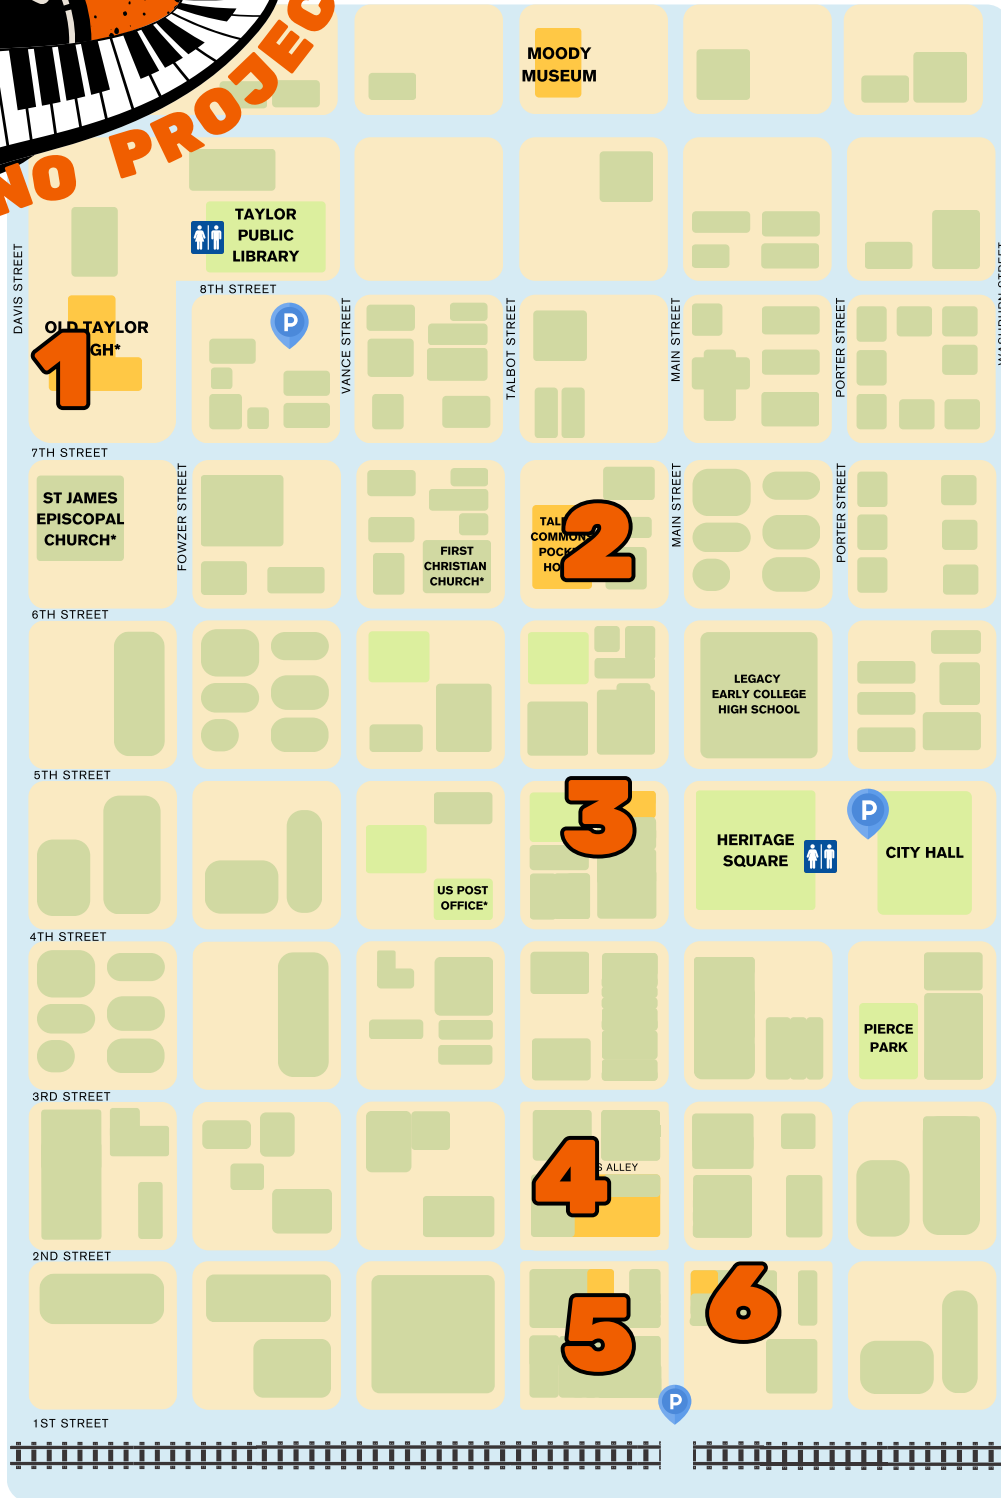 NO PROJEC
MOODY
MUSEUM
TAYLOR
PUBLIC
LIBRARY
DAVIS STREET
8TH STREET
P
OLD TAYLOR
GH*
1
VANCE STREET
TALBOT STREET
MAIN STREET
PORTER STREET
7TH STREET
ST JAMES
EPISCOPAL
CHURCH*
FOWZER STREET
FIRST
CHRISTIAN
CHURCH*
COMMONS
POCK
HO
2
MAIN STREET
PORTER STREET
6TH STREET
LEGACY
EARLY COLLEGE
HIGH SCHOOL
5TH STREET
3
HERITAGE
SQUARE
P
CITY HALL
US POST
OFFICE*
4TH STREET
PIERCE
PARK
3RD STREET
4
S ALLEY
2ND STREET
5
6
P
1ST STREET